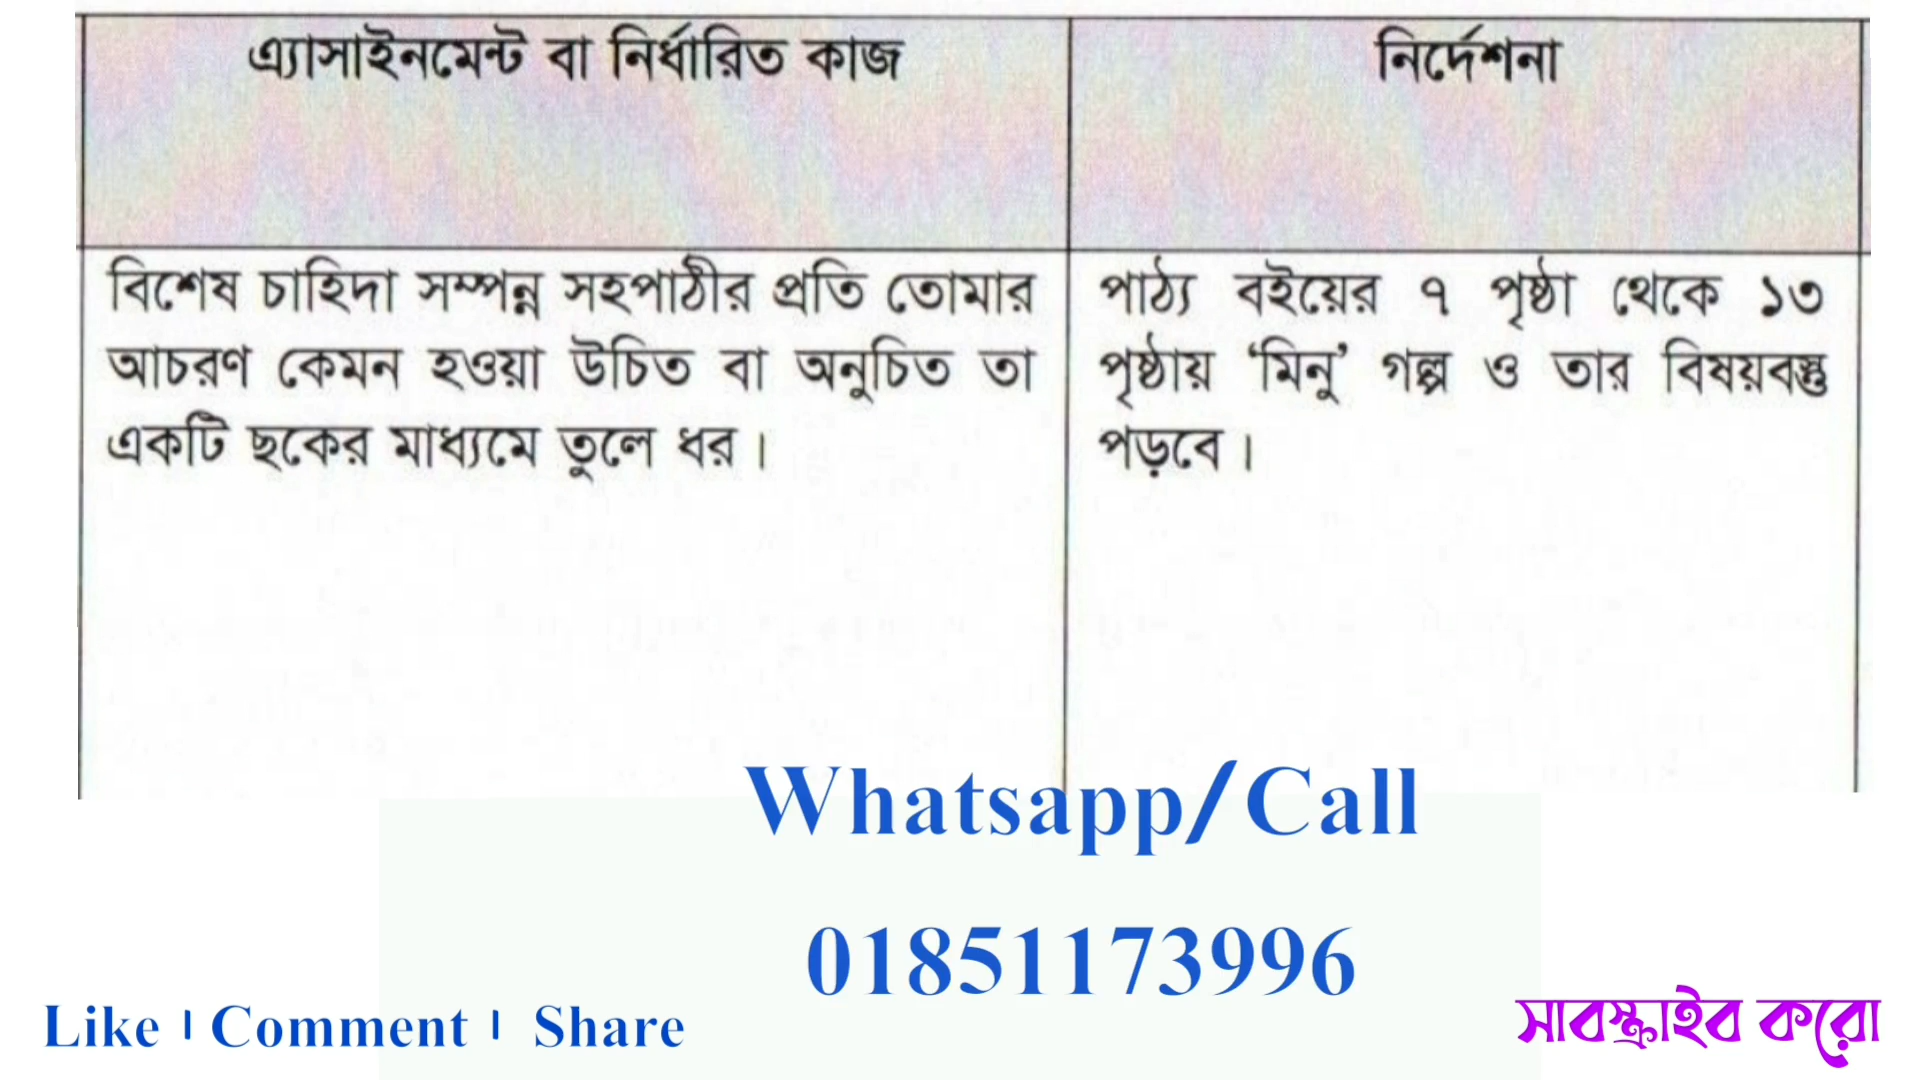 এ্যাসাইনমেন্ট বা নির্ধারিত কাজ
নির্দেশনা
বিশেষ চাহিদা সম্পন্ন সহপাঠীর প্রতি তোমার
আচরণ কেমন হওয়া উচিত বা অনুচিত তা
একটি ছকের মাধ্যমে তুলে ধর।
পাঠ্য বইয়ের ৭ পৃষ্ঠা থেকে ১৩
পৃষ্ঠায় ‘মিনু’ গল্প ও তার বিষয়বস্তু
পড়বে।
Whatsapp/Call
01851173996
Like । Comment । Share
সাবস্ক্রাইব করো